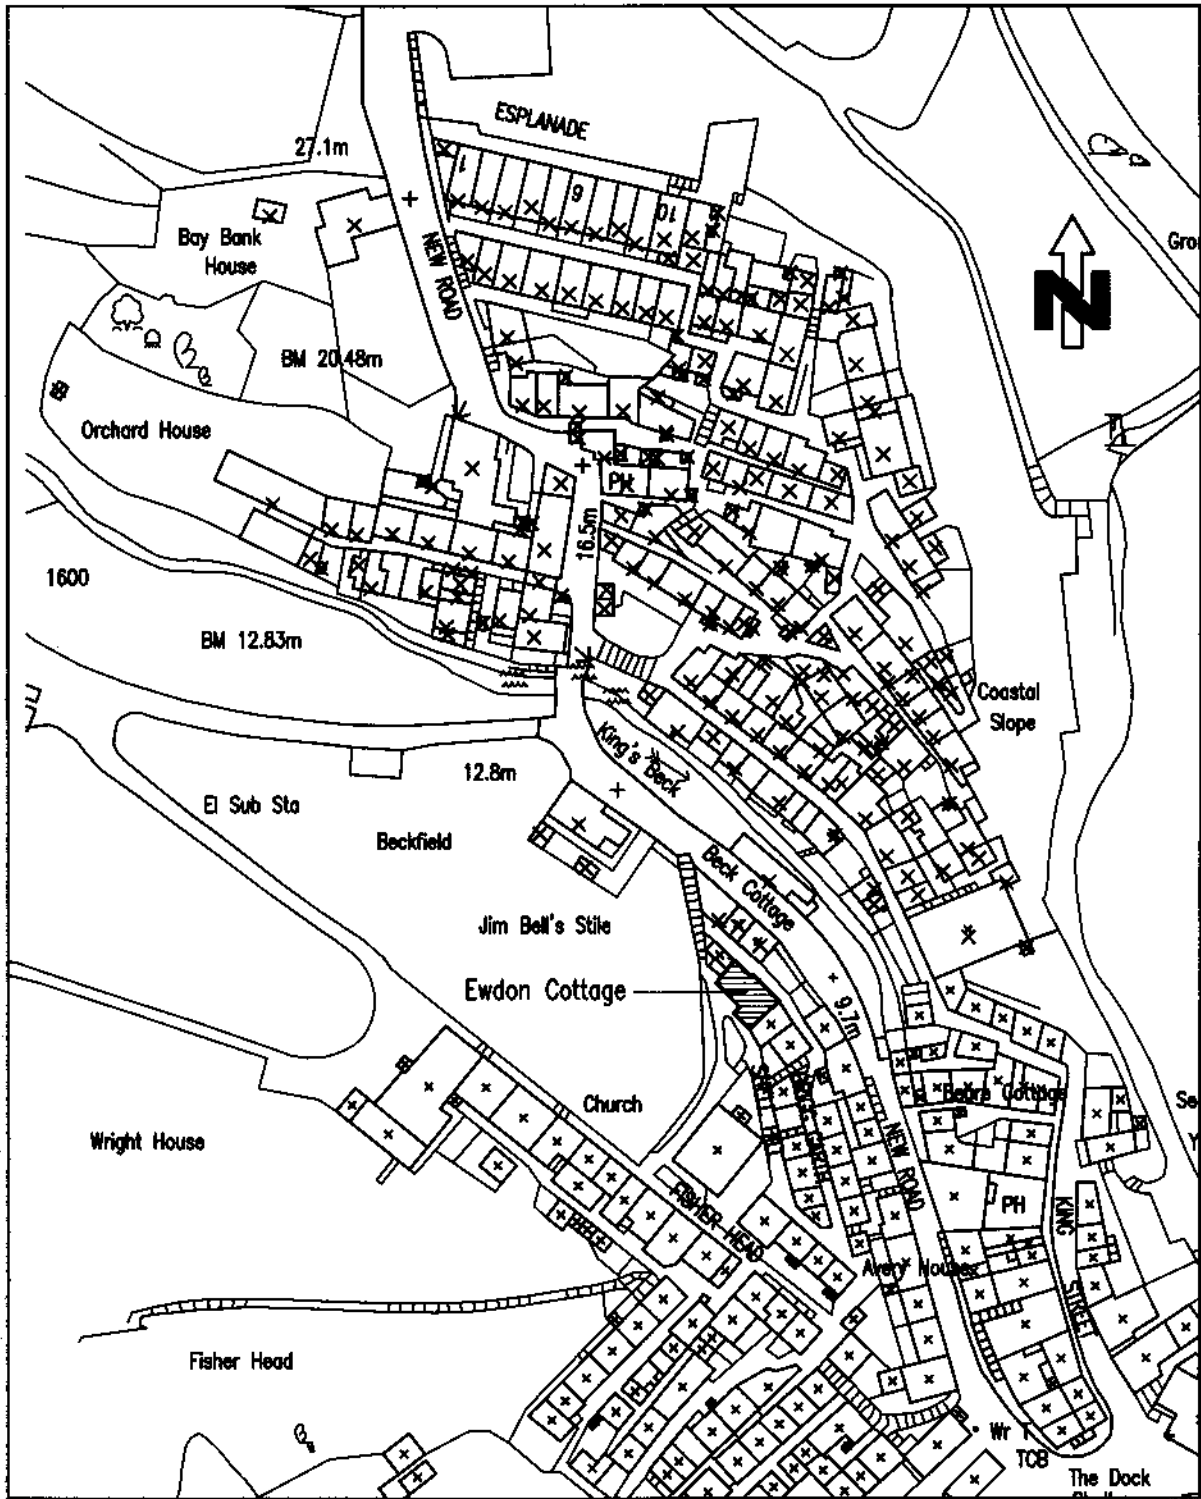 ESPLANADE
27.1m
1
6
10
Bay Bank
House
NEW ROAD
N
BM 20.48m
Orchard House
PH
16.5m
1600
BM 12.83m
Coastal
Slope
King's Beck
12.8m
El Sub Sta
Beckfield
Beck Cottage
Jim Bell's Stile
Ewdon Cottage
9.7m
Church
Wright House
NEW ROAD
FISHER HEAD
PH
KING STREET
Avery Houses
Fisher Head
Wr T
TCB
The Dock